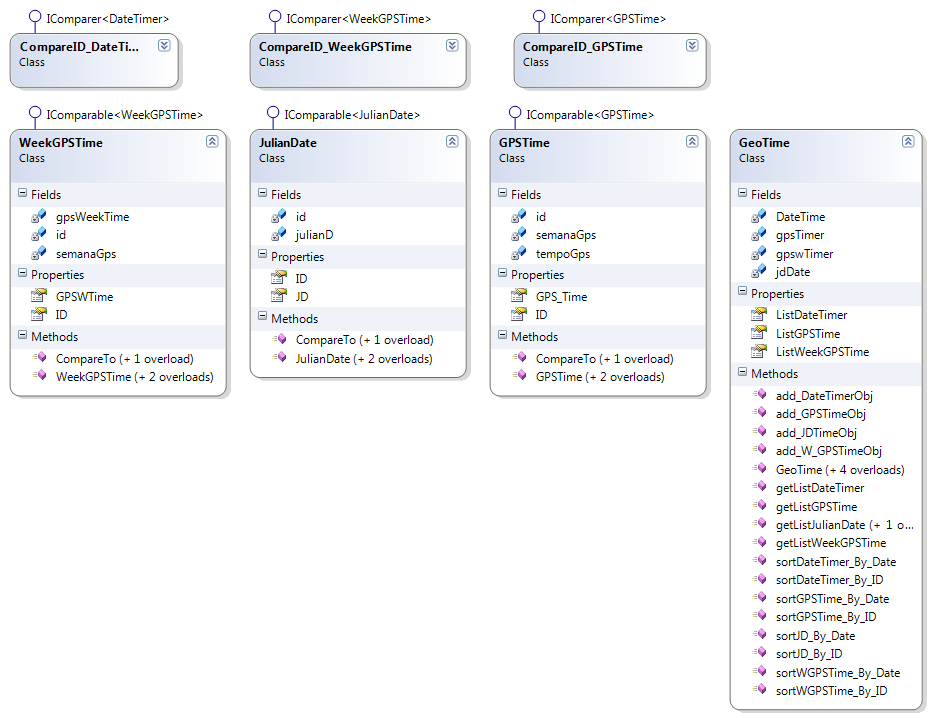 IComparer<DateTimer>
CompareID_DateTi...
Class
IComparer<WeekGPSTime>
CompareID_WeekGPSTime
Class
IComparer<GPSTime>
CompareID_GPSTime
Class
IComparable<WeekGPSTime>
WeekGPSTime
Class
Fields
gpsWeekTime
id
semanaGps
Properties
GPSWTime
ID
Methods
CompareTo (+ 1 overload)
WeekGPSTime (+ 2 overloads)
IComparable<JulianDate>
JulianDate
Class
Fields
id
julianD
Properties
ID
JD
Methods
CompareTo (+ 1 overload)
JulianDate (+ 2 overloads)
IComparable<GPSTime>
GPSTime
Class
Fields
id
semanaGps
tempoGps
Properties
GPS_Time
ID
Methods
CompareTo (+ 1 overload)
GPSTime (+ 2 overloads)
GeoTime
Class
Fields
DateTime
gpsTimer
gpswTimer
jdDate
Properties
ListDateTimer
ListGPSTime
ListWeekGPSTime
Methods
add_DateTimerObj
add_GPSTimeObj
add_JDTimeObj
add_W_GPSTimeObj
GeoTime (+ 4 overloads)
getListDateTimer
getListGPSTime
getListJulianDate (+ 1 o...
getListWeekGPSTime
sortDateTimer_By_Date
sortDateTimer_By_ID
sortGPSTime_By_Date
sortGPSTime_By_ID
sortJD_By_Date
sortJD_By_ID
sortWGPSTime_By_Date
sortWGPSTime_By_ID